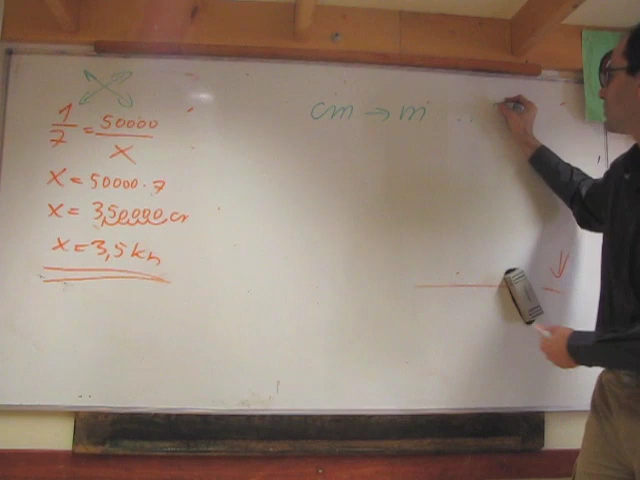 1/7 = 50000/x
x = 50000·7
x = 3,50000 cm
x = 3,5 km
cm → m